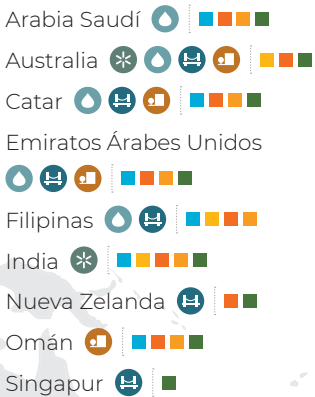 Arabia Saudí
Australia
Catar
Emiratos Árabes Unidos
Filipinas
India
Nueva Zelanda
Omán
Singapur